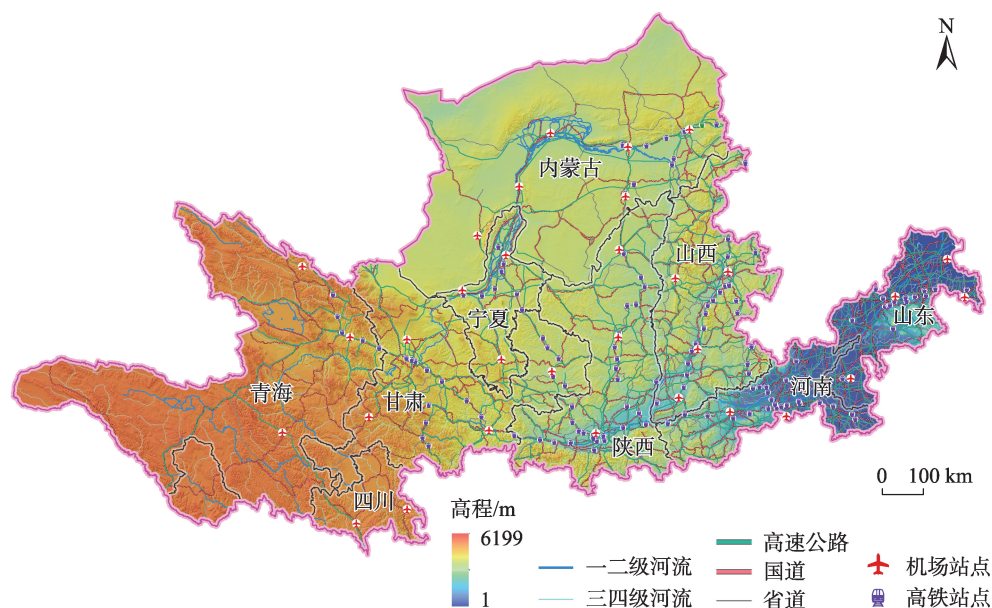 N
内蒙古
山西
宁夏
山东
青海
甘肃
河南
陕西
四川
0 100 km
高程/m
6199
1
一二级河流
三四级河流
高速公路
国道
省道
机场站点
高铁站点